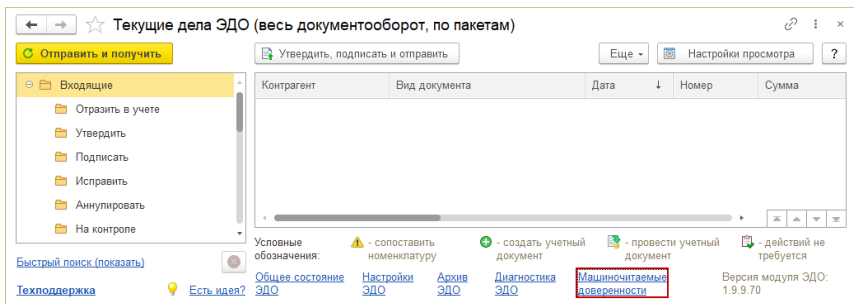 Текущие дела ЭДО (весь документооборот, по пакетам)
Отправить и получить
Утвердить, подписать и отправить
Еще
Настройки просмотра
?
Входящие
Отразить в учете
Утвердить
Подписать
Исправить
Аннулировать
На контроле
Контрагент Вид документа Дата ↓ Номер Сумма
Быстрый поиск (показать)
Техподдержка
Есть идея?
Условные
обозначения:
- сопоставить
номенклатуру
- создать учетный
документ
- провести учетный
документ
- действий не
требуется
Общее состояние
ЭДО
Настройки
ЭДО
Архив
ЭДО
Диагностика
ЭДО
Машиночитаемые
доверенности
Версия модуля ЭДО:
1.9.9.70